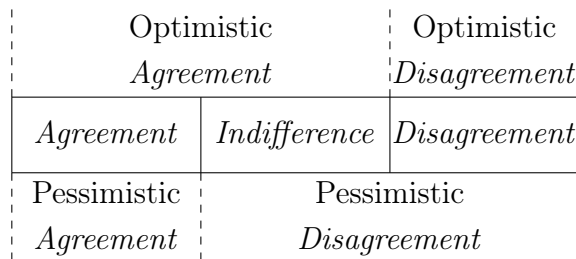 Optimistic Optimistic
Agreement Disagreement
Agreement Indifference Disagreement
Pessimistic Pessimistic
Agreement Disagreement